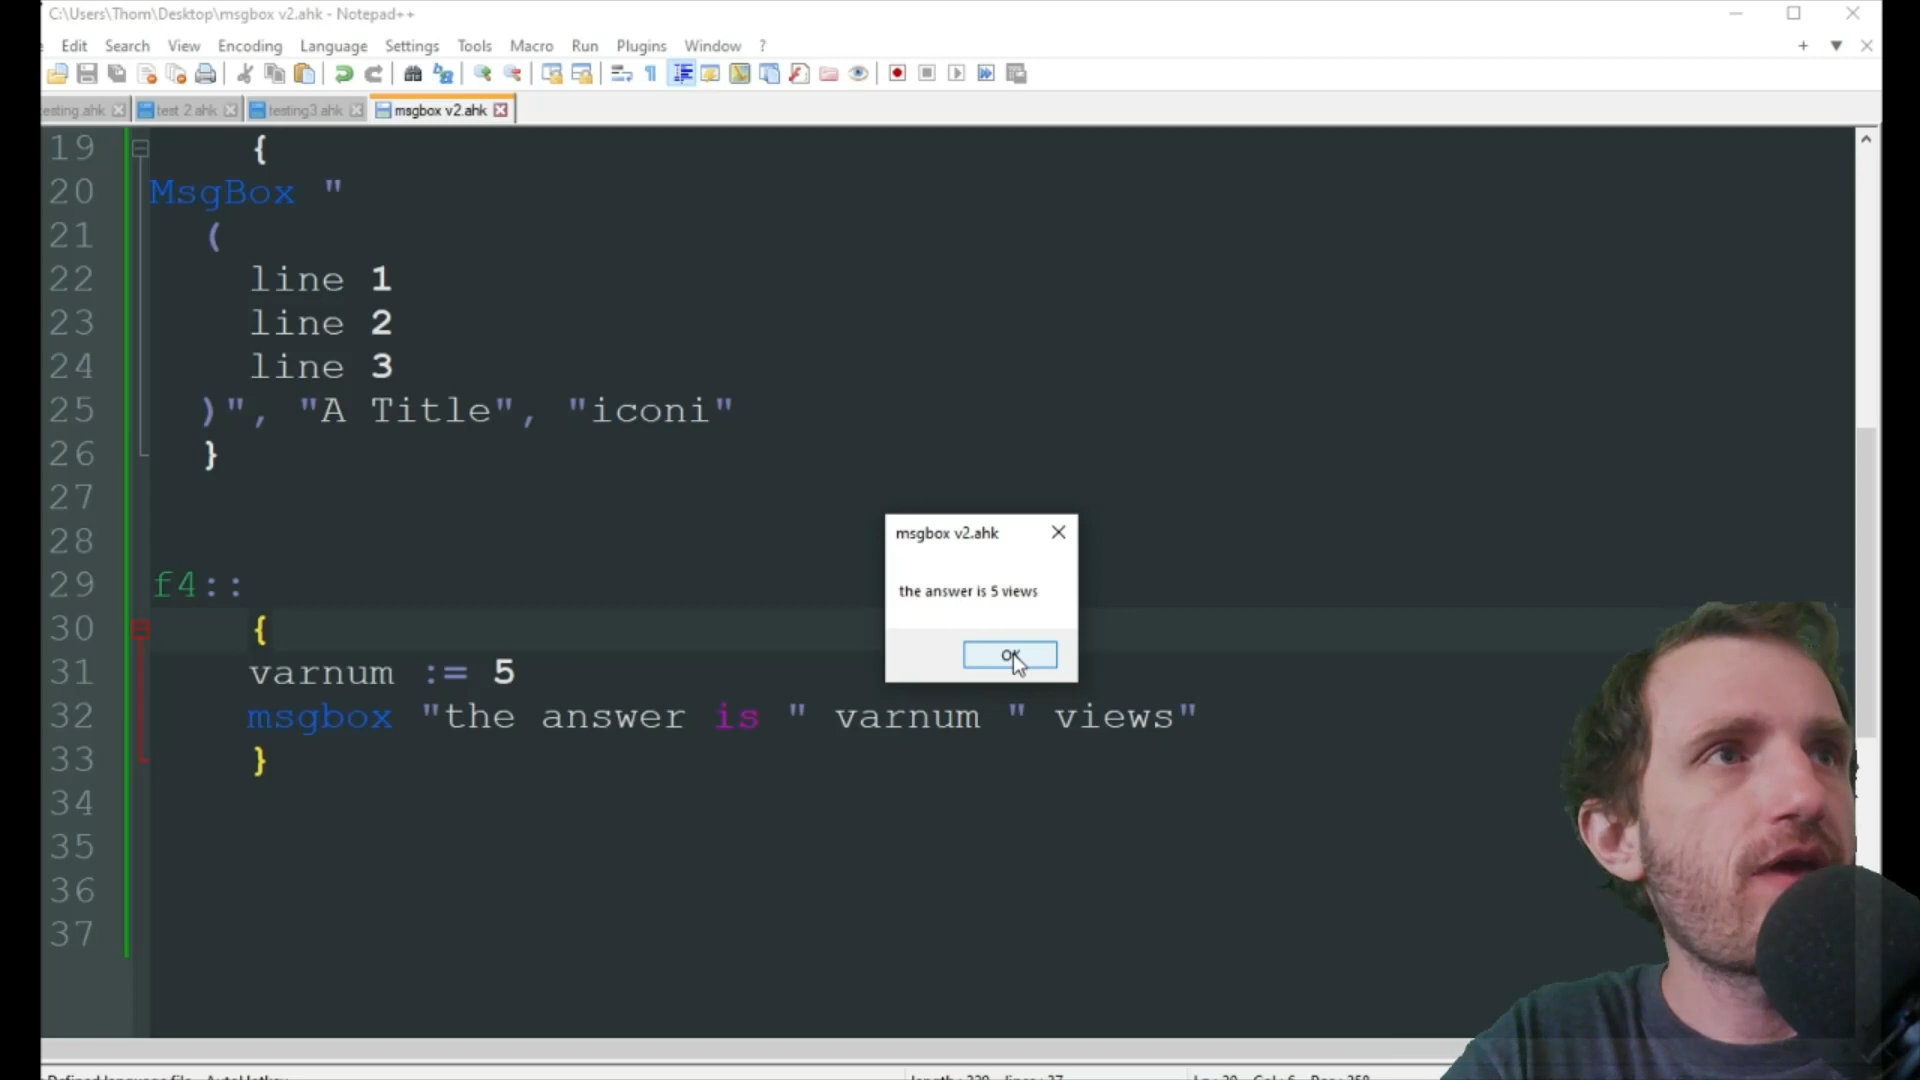 C:\Users\Thom\Desktop\msgbox v2.ahk - Notepad++
Edit Search View Encoding Language Settings Tools Macro Run Plugins Window ?
esting.ahk test 2.ahk testing3.ahk msgbox v2.ahk
19 {
20 MsgBox "
21 (
22 line 1
23 line 2
24 line 3
25 )", "A Title", "iconi"
26 }
27
28
29 f4::
30 {
31 varnum := 5
32 msgbox "the answer is " varnum " views"
33 }
34
35
36
37
msgbox v2.ahk
the answer is 5 views
OK